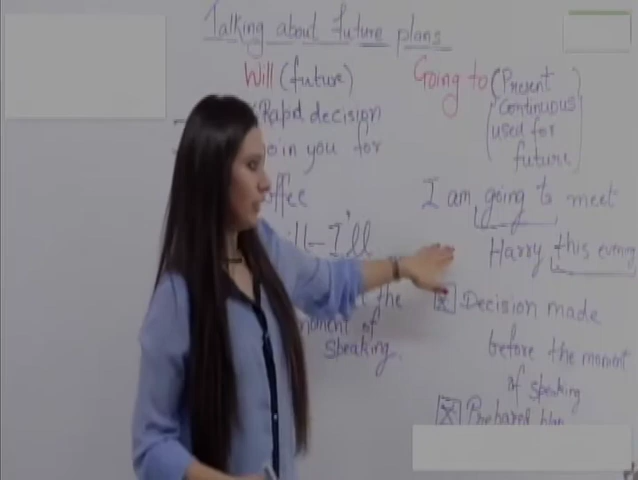 Talking about future plans
Will (future)
Rapid decision
join you for
coffee
ill - I'll
the
moment of
speaking.
Going to (Present
Continuous
used for
future)
I am going to meet
Harry this evening
Decision made
before the moment
of speaking
Prepared plan